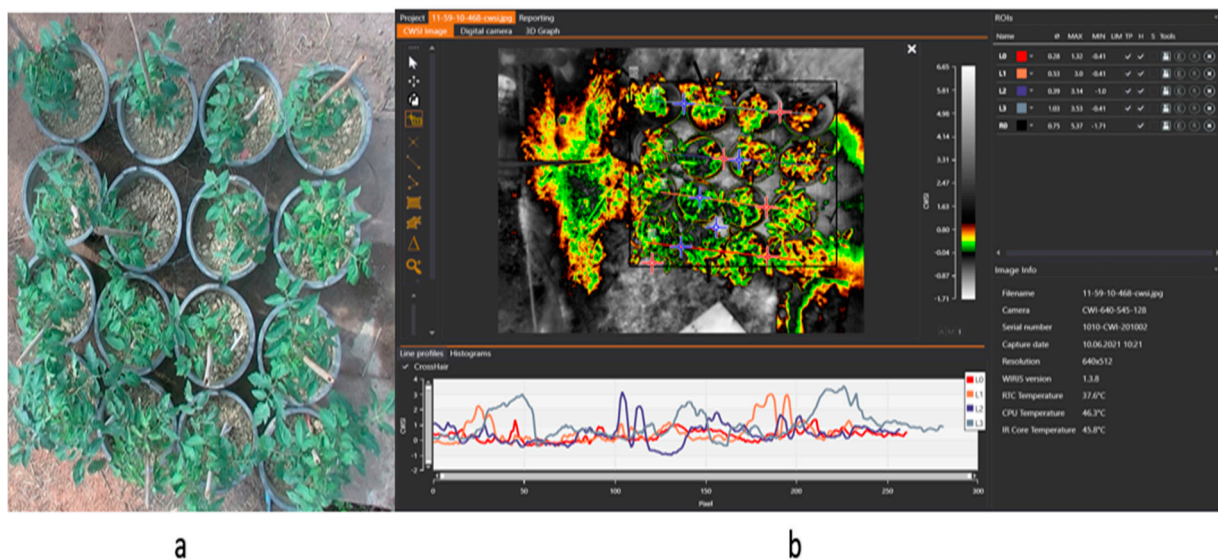 Project 11-59-10-468-cwsi.jpg Reporting
CWSI Image Digital camera 3D Graph
6.65
5.81
4.98
4.14
3.31
2.47
1.63
0.80
-0.04
-0.87
-1.71
CWSI
ROIs
Name Ø MAX MIN LIM TP H S Tools
L0 0.28 1.32 -0.41
L1 0.53 3.0 -0.41
L2 0.39 3.14 -1.0
L3 1.03 3.53 -0.41
R0 0.75 5.37 -1.71
Image Info
Filename 11-59-10-468-cwsi.jpg
Camera CWI-640-S45-128
Serial number 1010-CWI-201002
Capture date 10.06.2021 10:21
Resolution 640x512
WIRIS version 1.3.8
RTC Temperature 37.6°C
CPU Temperature 46.3°C
IR Core Temperature 45.8°C
Line profiles Histograms
CrossHair
CWSI
4
3
2
1
0
-1
-2
L0
L1
L2
L3
0 50 100 150 200 250 300
Pixel
a b